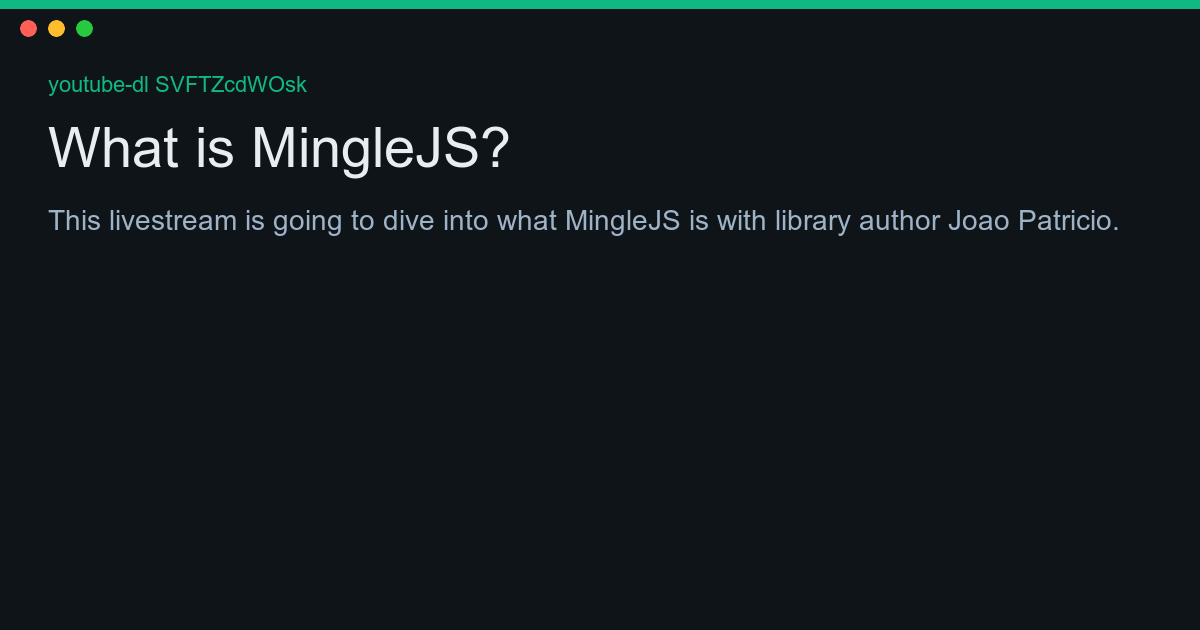 youtube-dl SVFTZcdWOsk
What is MingleJS?
This livestream is going to dive into what MingleJS is with library author Joao Patricio.